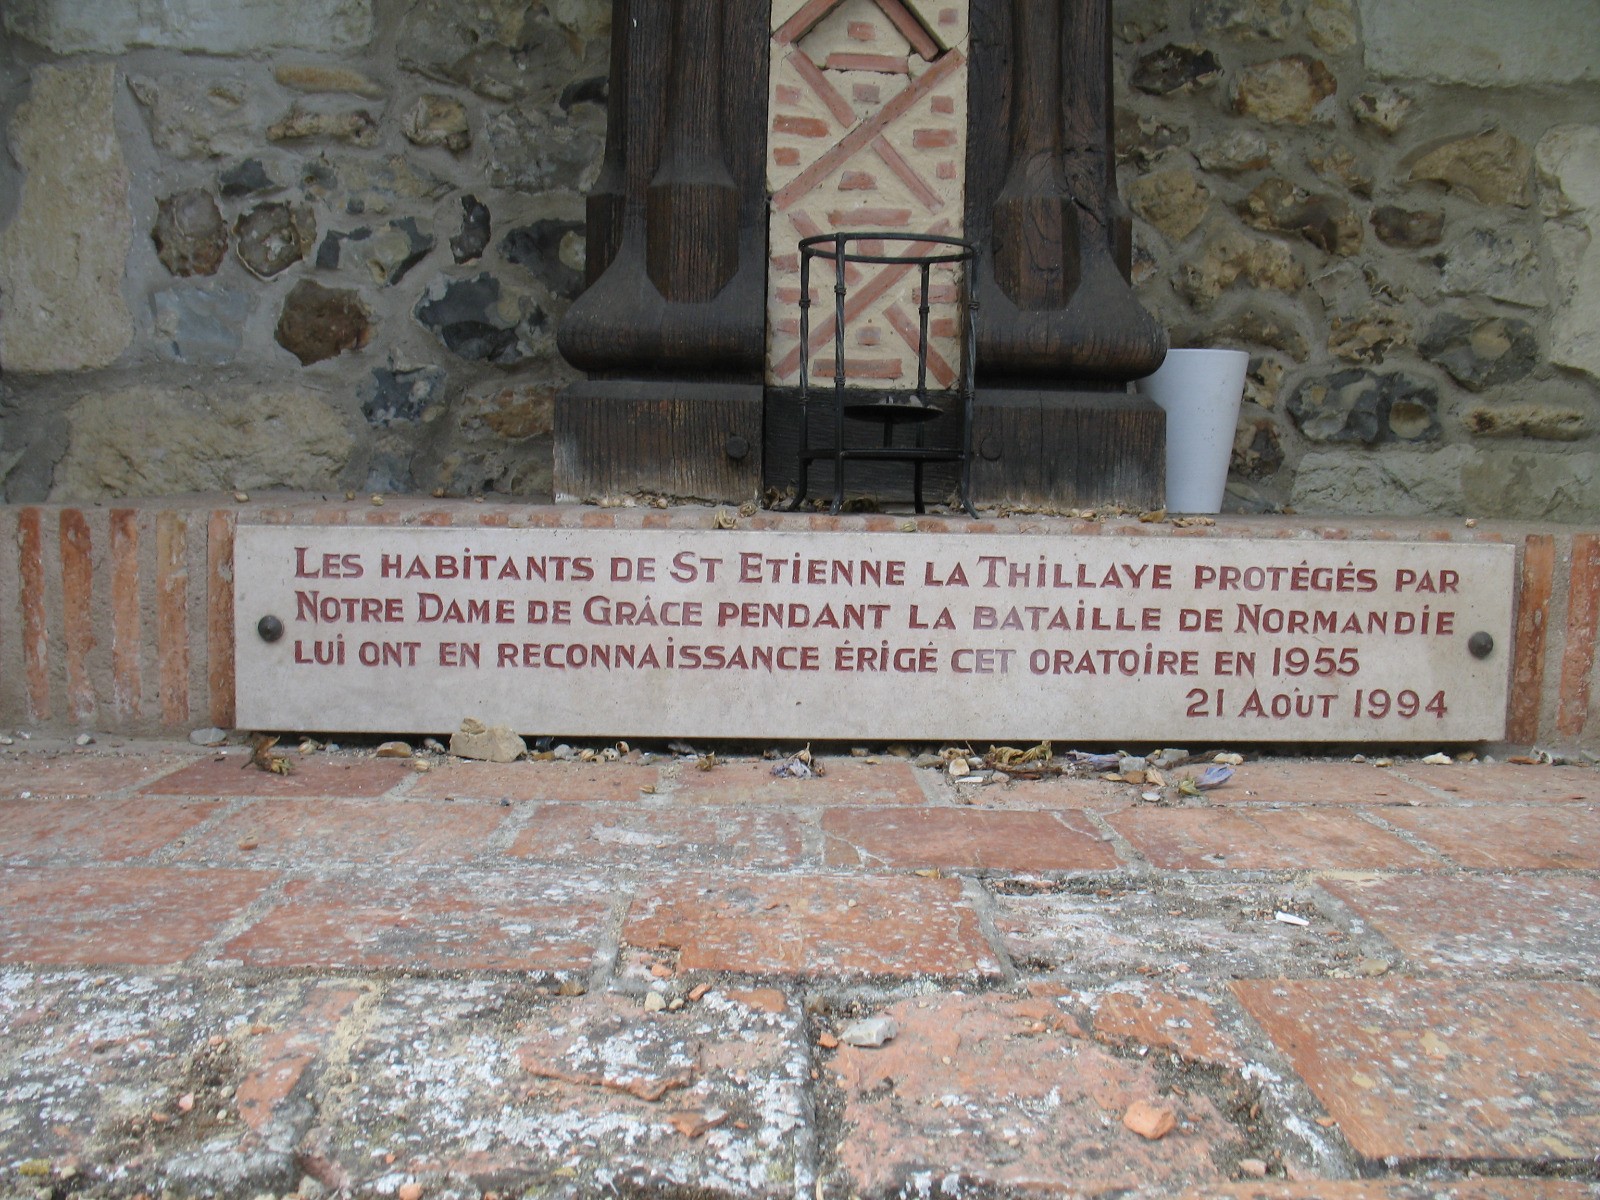 Les habitants de St Etienne la Thillaye protégés par
Notre Dame de Grâce pendant la bataille de Normandie
lui ont en reconnaissance érigé cet oratoire en 1955
21 Août 1994